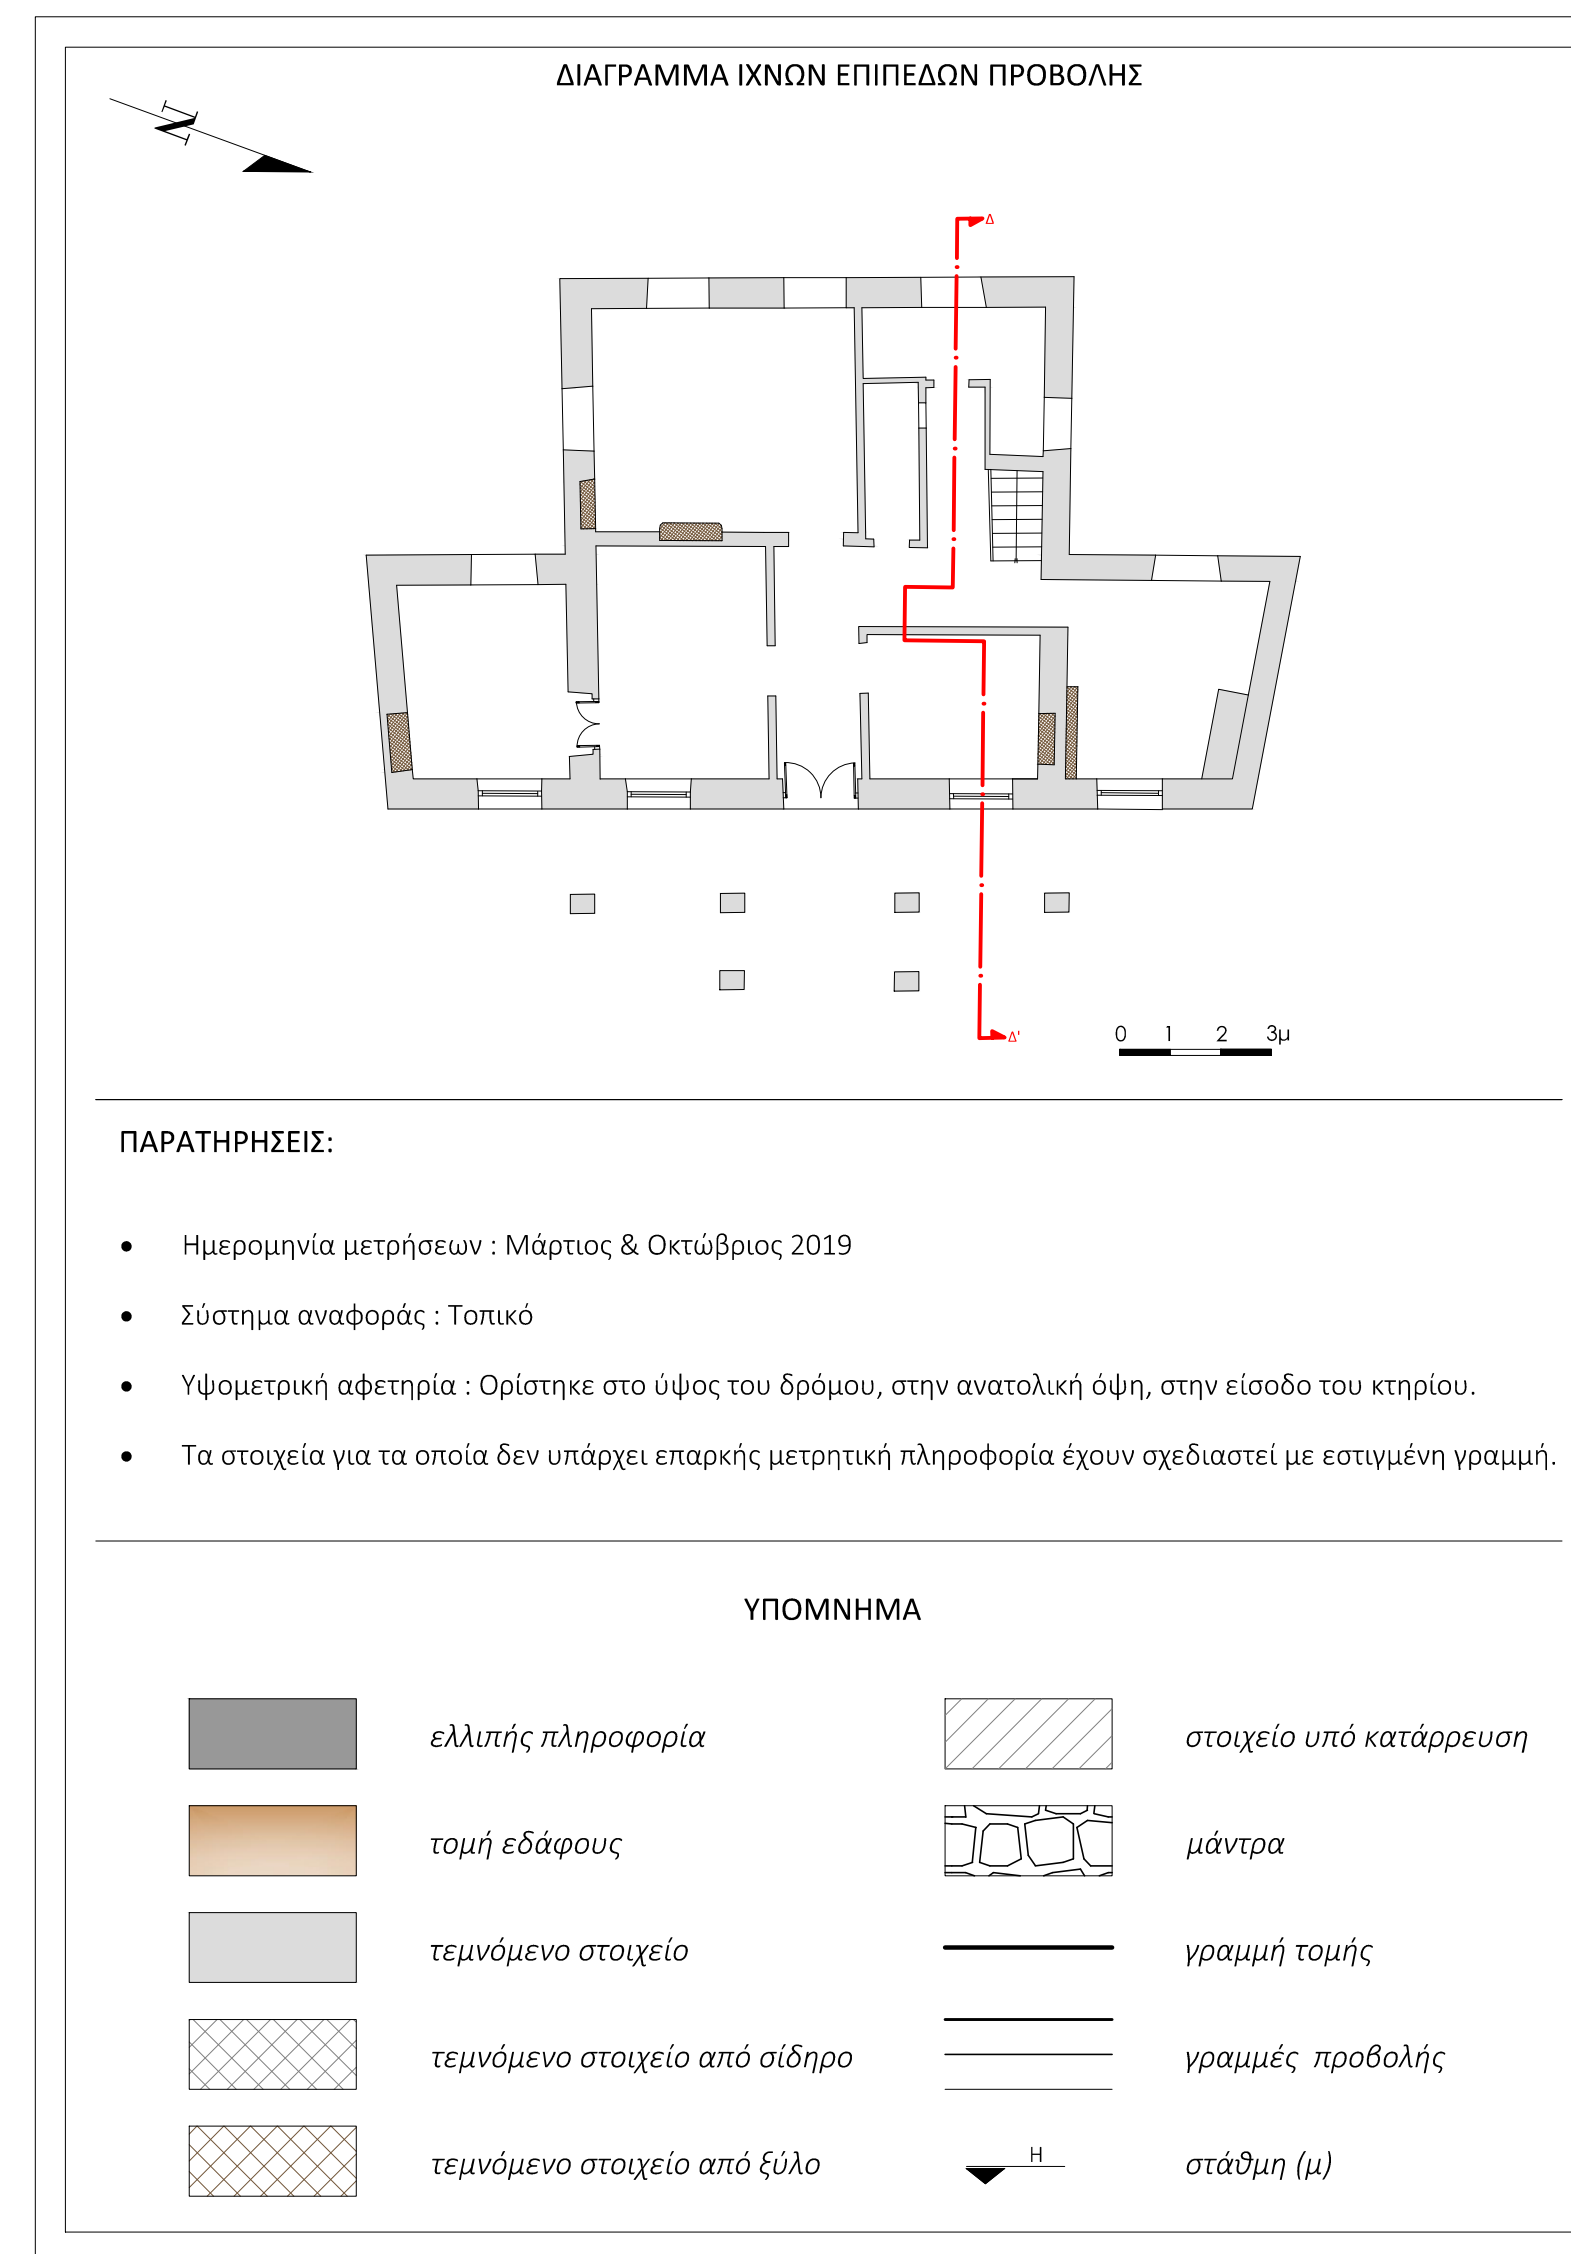 ΔΙΑΓΡΑΜΜΑ ΙΧΝΩΝ ΕΠΙΠΕΔΩΝ ΠΡΟΒΟΛΗΣ
N
Δ
Δ'
0 1 2 3μ
ΠΑΡΑΤΗΡΗΣΕΙΣ:
• Ημερομηνία μετρήσεων : Μάρτιος & Οκτώβριος 2019
• Σύστημα αναφοράς : Τοπικό
• Υψομετρική αφετηρία : Ορίστηκε στο ύψος του δρόμου, στην ανατολική όψη, στην είσοδο του κτηρίου.
• Τα στοιχεία για τα οποία δεν υπάρχει επαρκής μετρητική πληροφορία έχουν σχεδιαστεί με εστιγμένη γραμμή.
ΥΠΟΜΝΗΜΑ
ελλιπής πληροφορία
στοιχείο υπό κατάρρευση
τομή εδάφους
μάντρα
τεμνόμενο στοιχείο
γραμμή τομής
τεμνόμενο στοιχείο από σίδηρο
γραμμές προβολής
τεμνόμενο στοιχείο από ξύλο
H
στάθμη (μ)